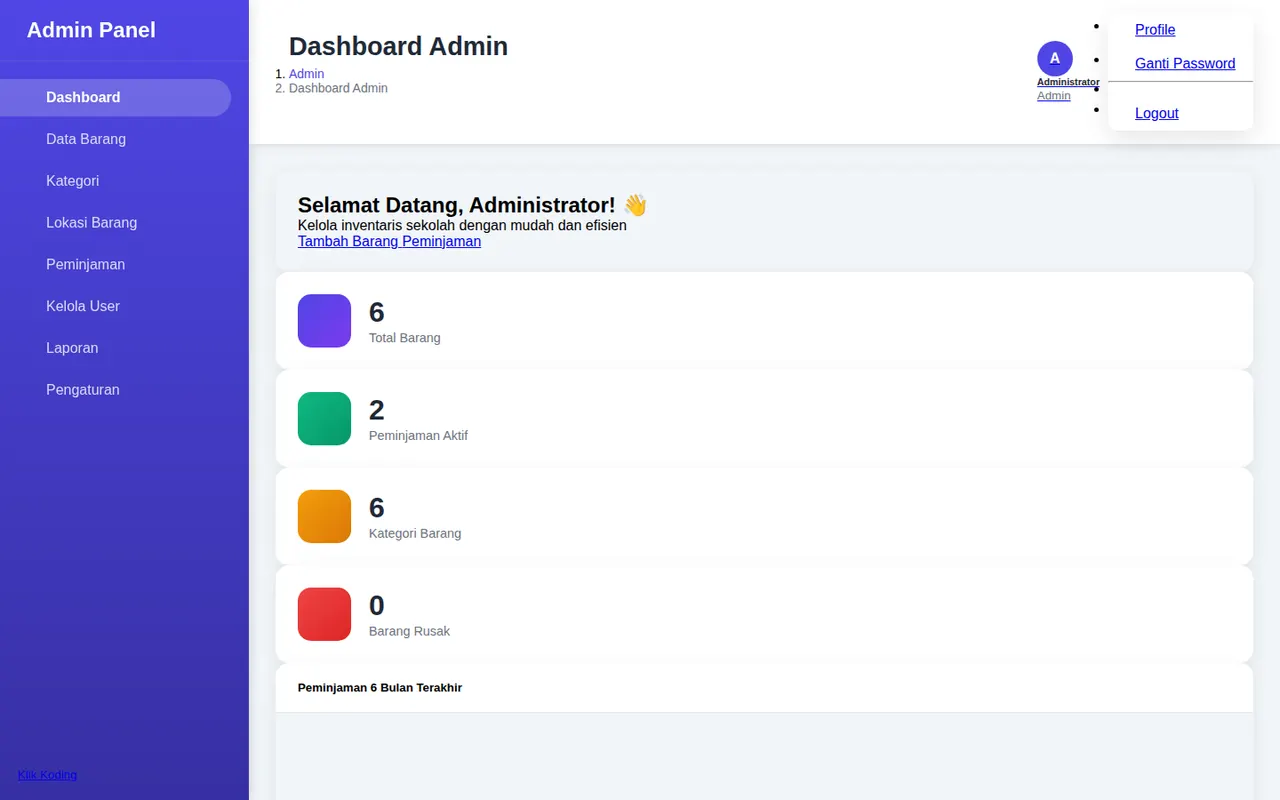 Admin Panel
Dashboard
Data Barang
Kategori
Lokasi Barang
Peminjaman
Kelola User
Laporan
Pengaturan
Klik Koding
Dashboard Admin
1. Admin
2. Dashboard Admin
A
Administrator
Admin
Profile
Ganti Password
Logout
Selamat Datang, Administrator! 👋
Kelola inventaris sekolah dengan mudah dan efisien
Tambah Barang Peminjaman
6
Total Barang
2
Peminjaman Aktif
6
Kategori Barang
0
Barang Rusak
Peminjaman 6 Bulan Terakhir